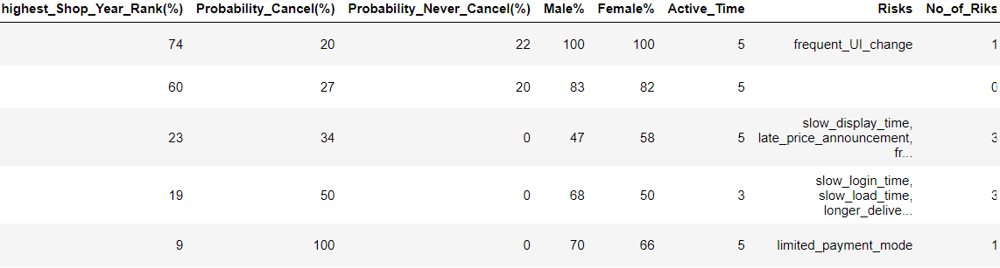 highest_Shop_Year_Rank(%) Probability_Cancel(%) Probability_Never_Cancel(%) Male% Female% Active_Time Risks No_of_Riks
74 20 22 100 100 5 frequent_UI_change 1
60 27 20 83 82 5 0
23 34 0 47 58 5 slow_display_time, late_price_announcement, fr... 3
19 50 0 68 50 3 slow_login_time, slow_load_time, longer_delive... 3
9 100 0 70 66 5 limited_payment_mode 1